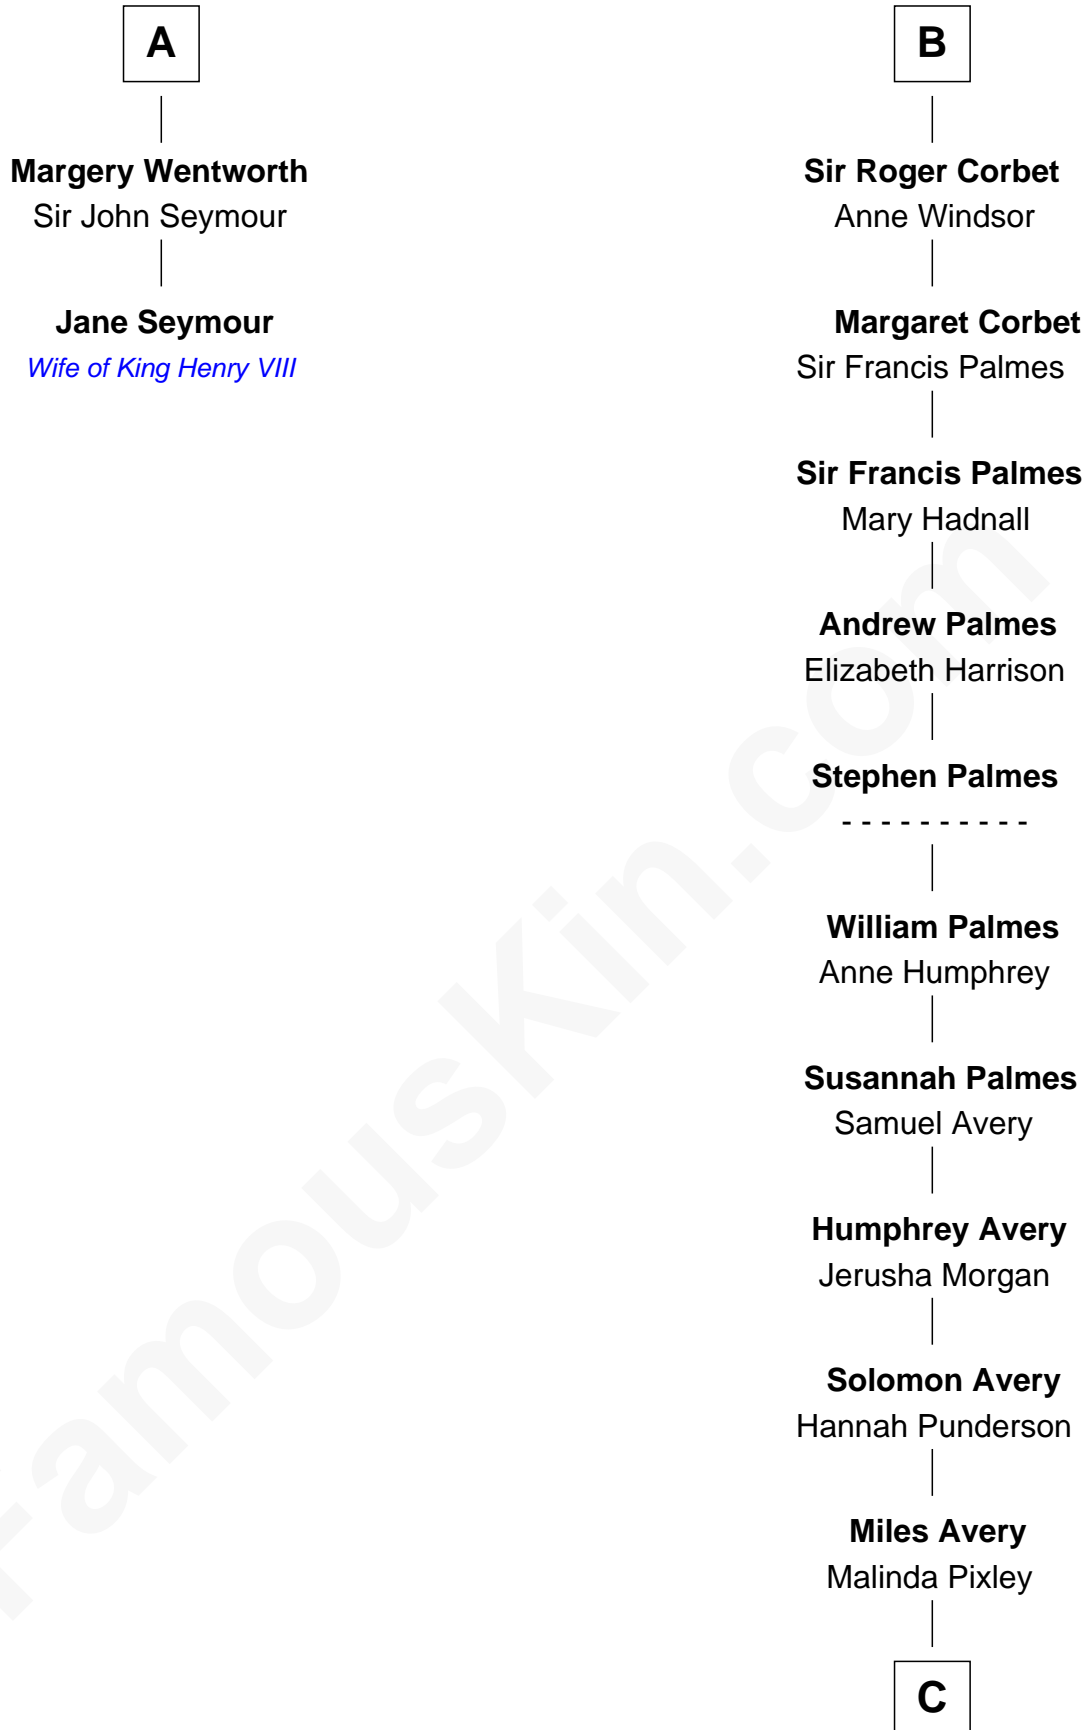 A
Margery Wentworth
Sir John Seymour
Jane Seymour
Wife of King Henry VIII
B
Sir Roger Corbet
Anne Windsor
Margaret Corbet
Sir Francis Palmes
Sir Francis Palmes
Mary Hadnall
Andrew Palmes
Elizabeth Harrison
Stephen Palmes
- - - - - - - - - -
William Palmes
Anne Humphrey
Susannah Palmes
Samuel Avery
Humphrey Avery
Jerusha Morgan
Solomon Avery
Hannah Punderson
Miles Avery
Malinda Pixley
C
FamousKin.com